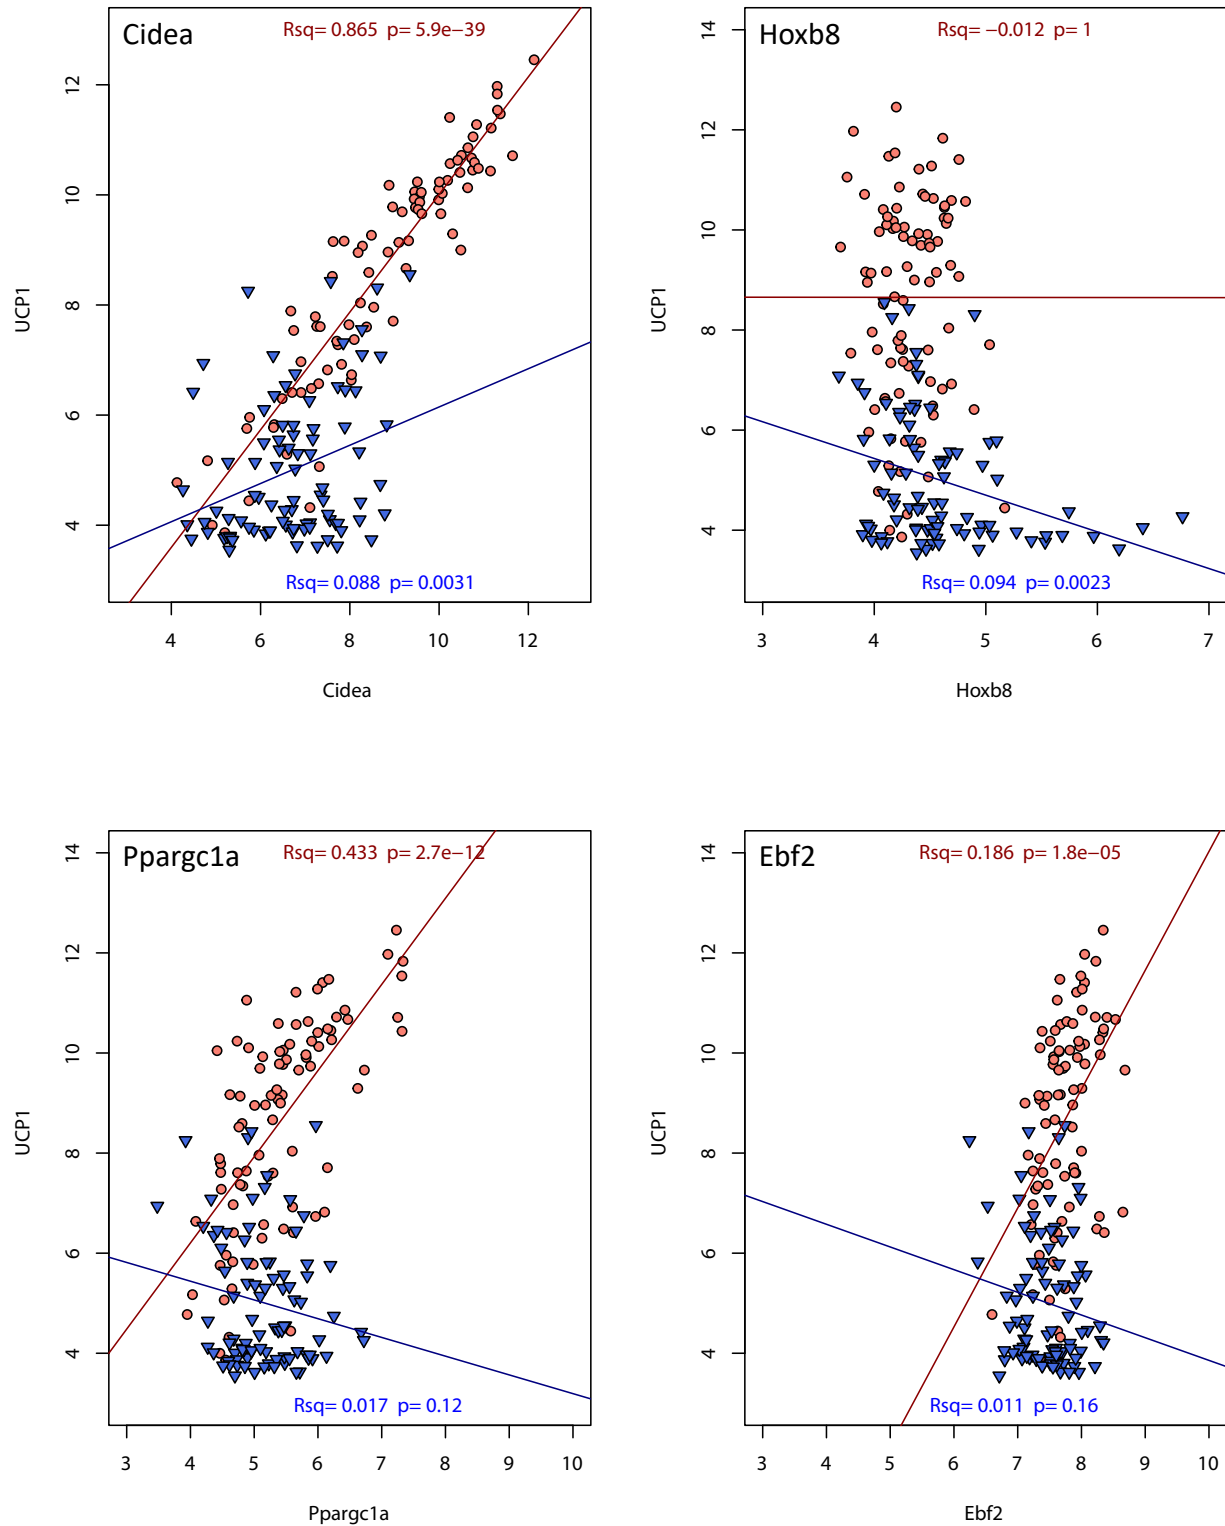 Cidea
Rsq= 0.865 p= 5.9e−39
UCP1
12
10
8
6
4
Rsq= 0.088 p= 0.0031
4 6 8 10 12
Cidea
Hoxb8
Rsq= −0.012 p= 1
UCP1
14
12
10
8
6
4
Rsq= 0.094 p= 0.0023
3 4 5 6 7
Hoxb8
Ppargc1a
Rsq= 0.433 p= 2.7e−12
UCP1
14
12
10
8
6
4
Rsq= 0.017 p= 0.12
3 4 5 6 7 8 9 10
Ppargc1a
Ebf2
Rsq= 0.186 p= 1.8e−05
UCP1
14
12
10
8
6
4
Rsq= 0.011 p= 0.16
3 4 5 6 7 8 9 10
Ebf2